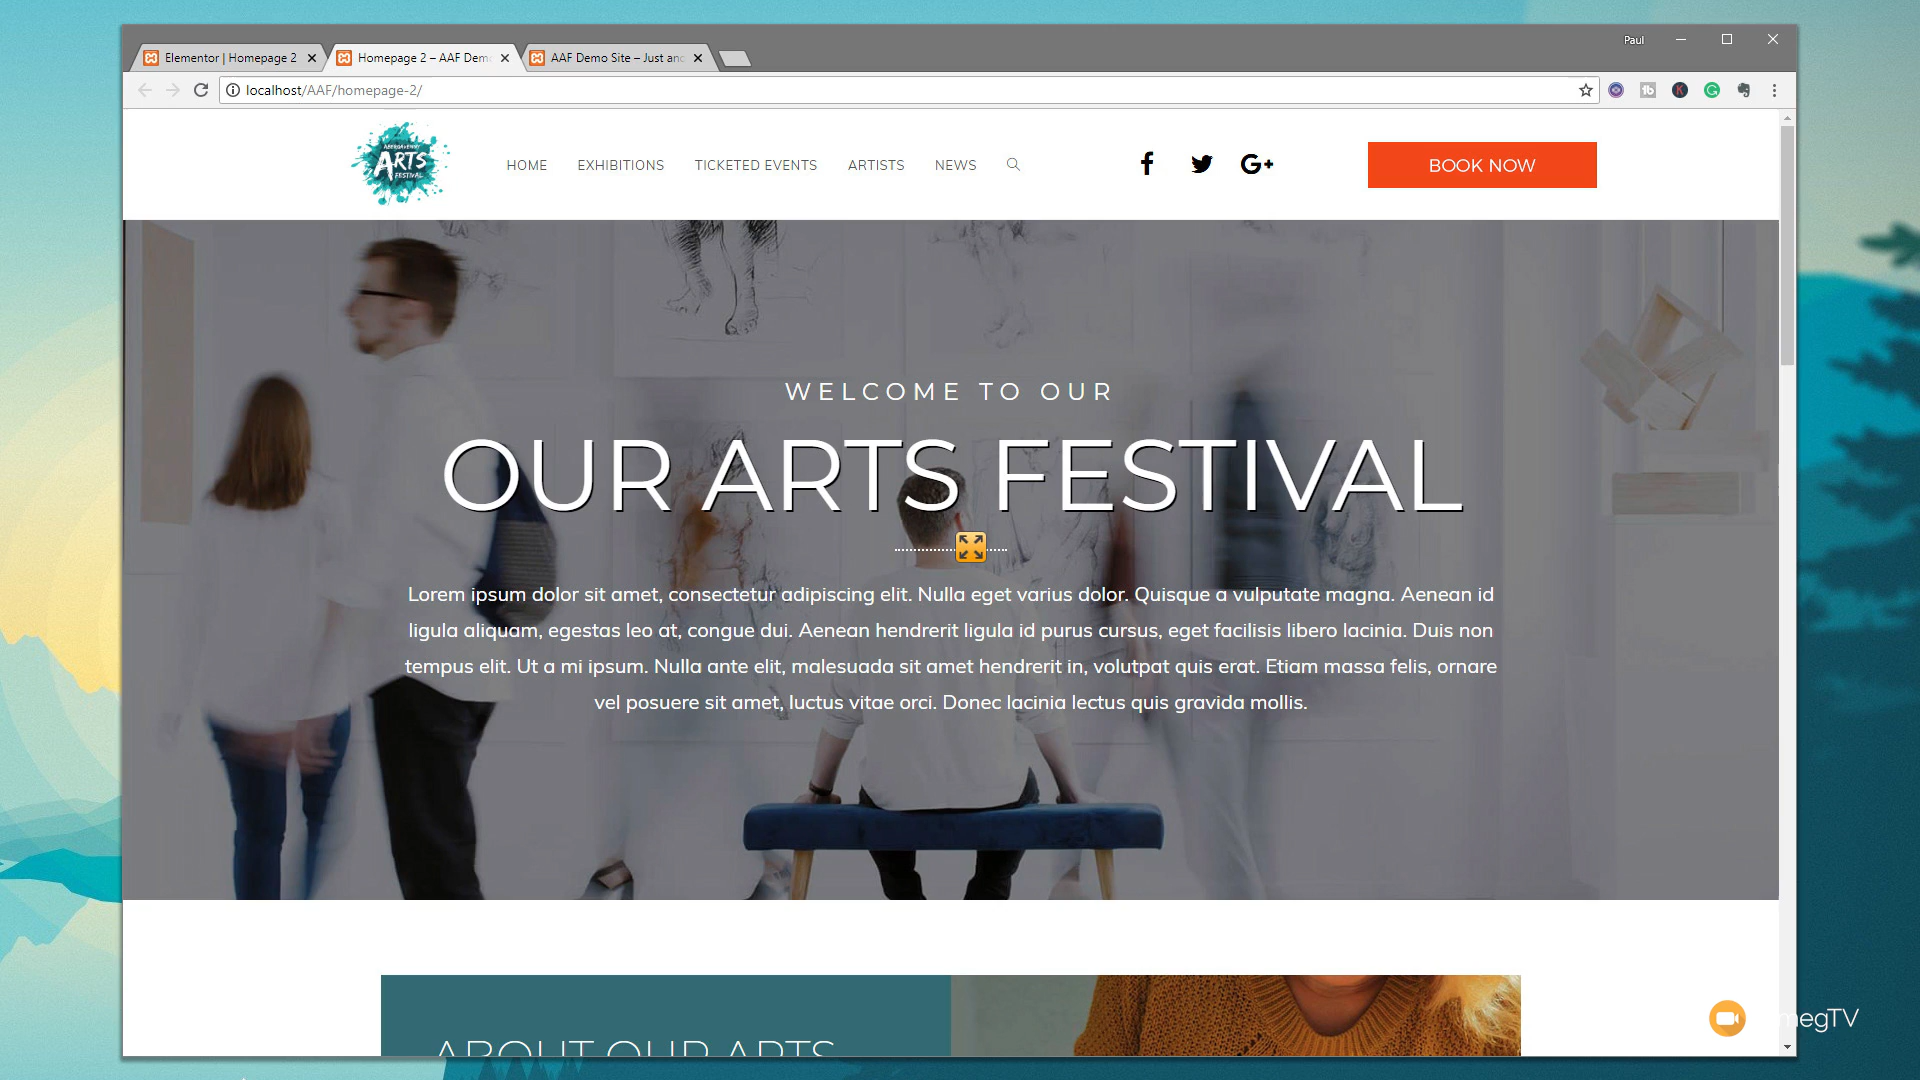 Paul
Elementor | Homepage 2
Homepage 2 – AAF Dem
AAF Demo Site – Just and
localhost/AAF/homepage-2/
ABERGAVENNY
ARTS
FESTIVAL
HOME
EXHIBITIONS
TICKETED EVENTS
ARTISTS
NEWS
G+
BOOK NOW
WELCOME TO OUR
OUR ARTS FESTIVAL
Lorem ipsum dolor sit amet, consectetur adipiscing elit. Nulla eget varius dolor. Quisque a vulputate magna. Aenean id
ligula aliquam, egestas leo at, congue dui. Aenean hendrerit ligula id purus cursus, eget facilisis libero lacinia. Duis non
tempus elit. Ut a mi ipsum. Nulla ante elit, malesuada sit amet hendrerit in, volutpat quis erat. Etiam massa felis, ornare
vel posuere sit amet, luctus vitae orci. Donec lacinia lectus quis gravida mollis.
ABOUT OUR ARTS
megTV